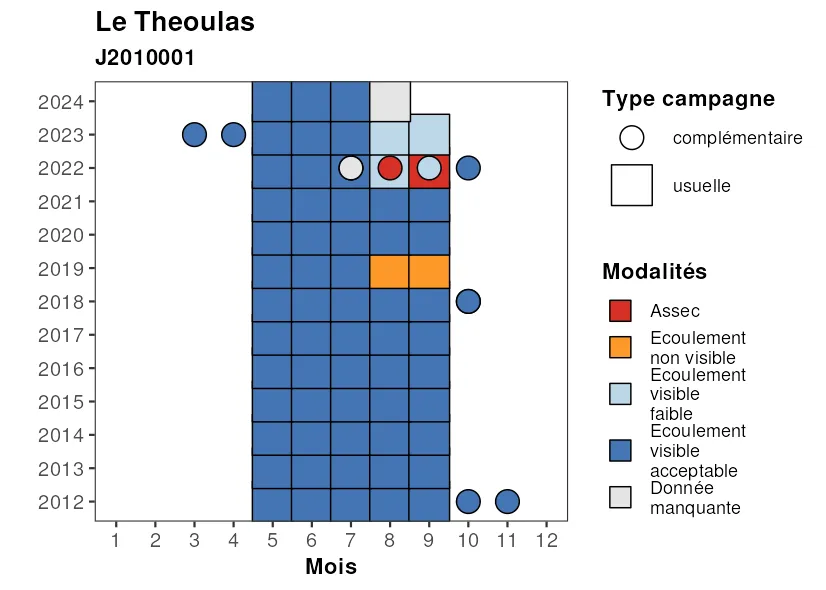 Le Theoulas
J2010001
2024
2023
2022
2021
2020
2019
2018
2017
2016
2015
2014
2013
2012
1 2 3 4 5 6 7 8 9 10 11 12
Mois
Type campagne
complémentaire
usuelle
Modalités
Assec
Ecoulement
non visible
Ecoulement
visible
faible
Ecoulement
visible
acceptable
Donnée
manquante